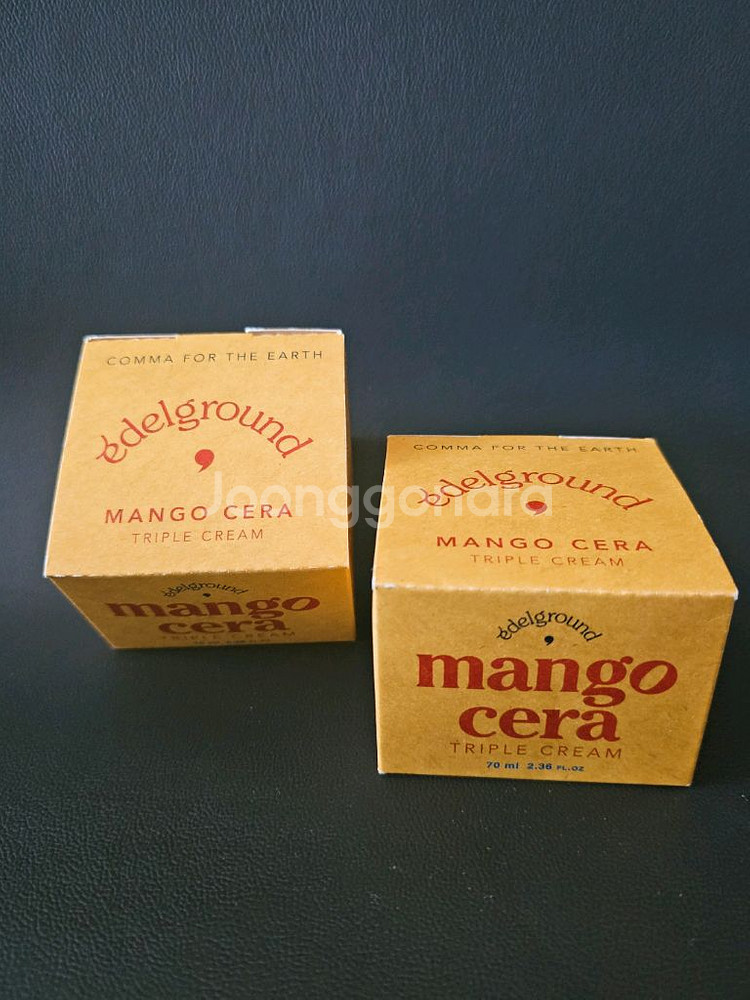 COMMA FOR THE EARTH
edelground
,
MANGO CERA
TRIPLE CREAM
edelground
,
mango
cera
TRIPLE CREAM
COMMA FOR THE EARTH
edelground
,
MANGO CERA
TRIPLE CREAM
edelground
,
mango
cera
TRIPLE CREAM
70 ml 2.36 FL.OZ
Joonggonara